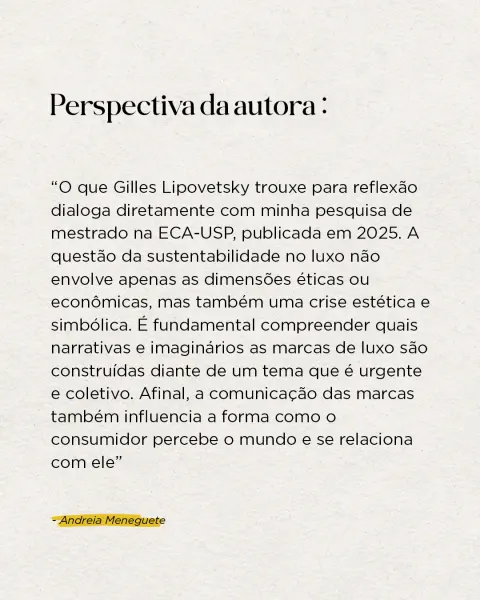 Perspectiva da autora :
“O que Gilles Lipovetsky trouxe para reflexão
dialoga diretamente com minha pesquisa de
mestrado na ECA-USP, publicada em 2025. A
questão da sustentabilidade no luxo não
envolve apenas as dimensões éticas ou
econômicas, mas também uma crise estética e
simbólica. É fundamental compreender quais
narrativas e imaginários as marcas de luxo são
construídas diante de um tema que é urgente
e coletivo. Afinal, a comunicação das marcas
também influencia a forma como o
consumidor percebe o mundo e se relaciona
com ele”
- Andreia Meneguete